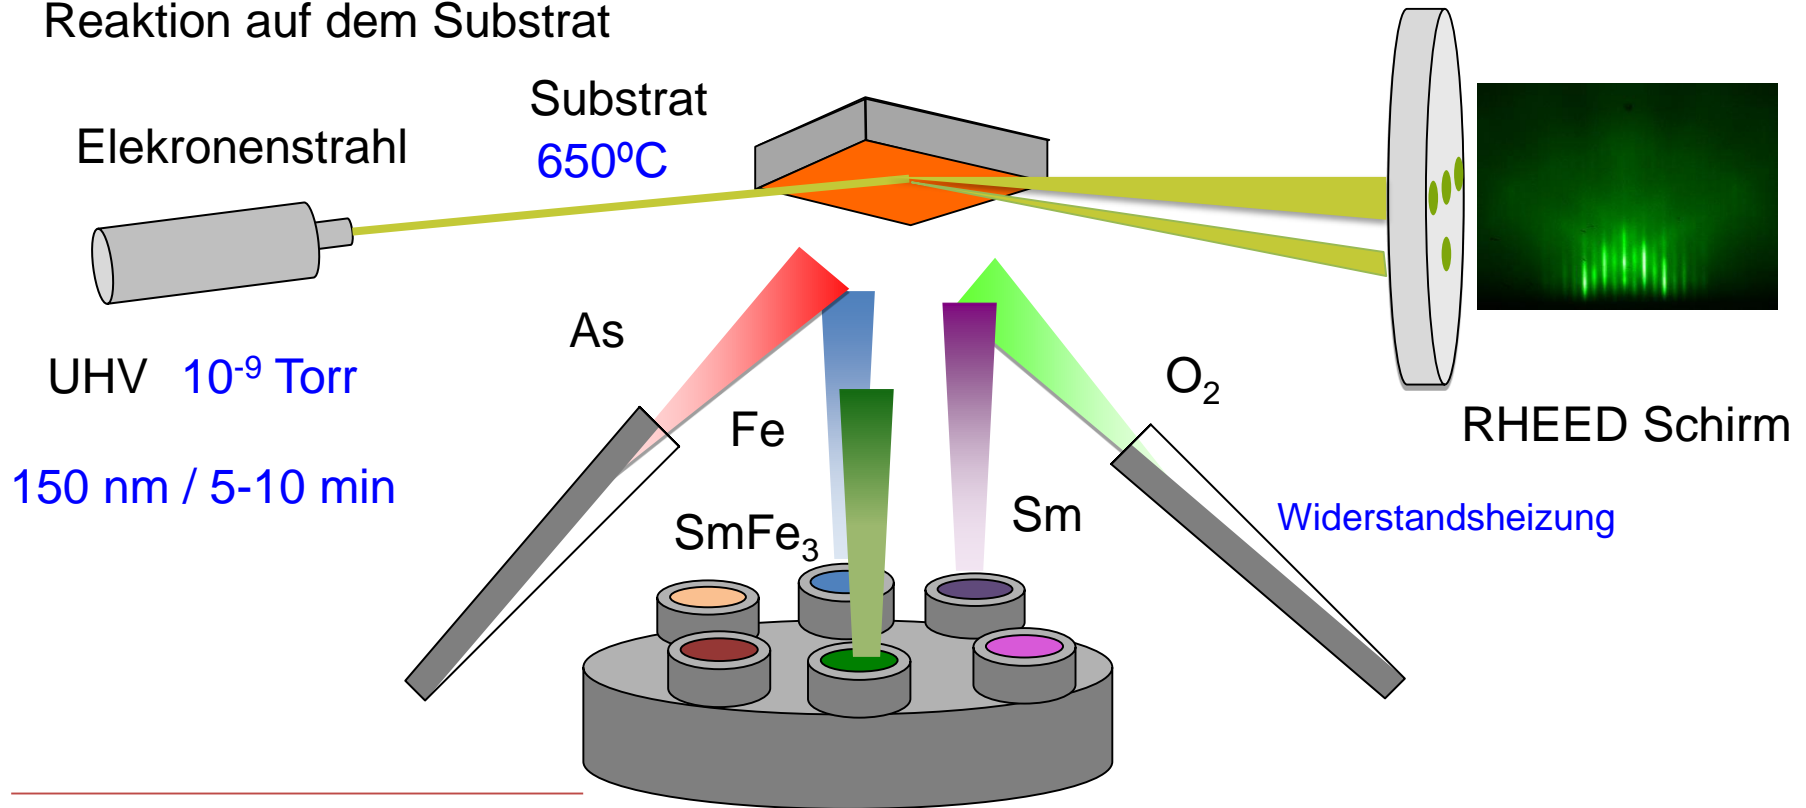 Reaktion auf dem Substrat
Substrat
650ºC
Elekronenstrahl
As
UHV 10⁻⁹ Torr
O₂
Fe
RHEED Schirm
150 nm / 5-10 min
Sm
Widerstandsheizung
SmFe₃